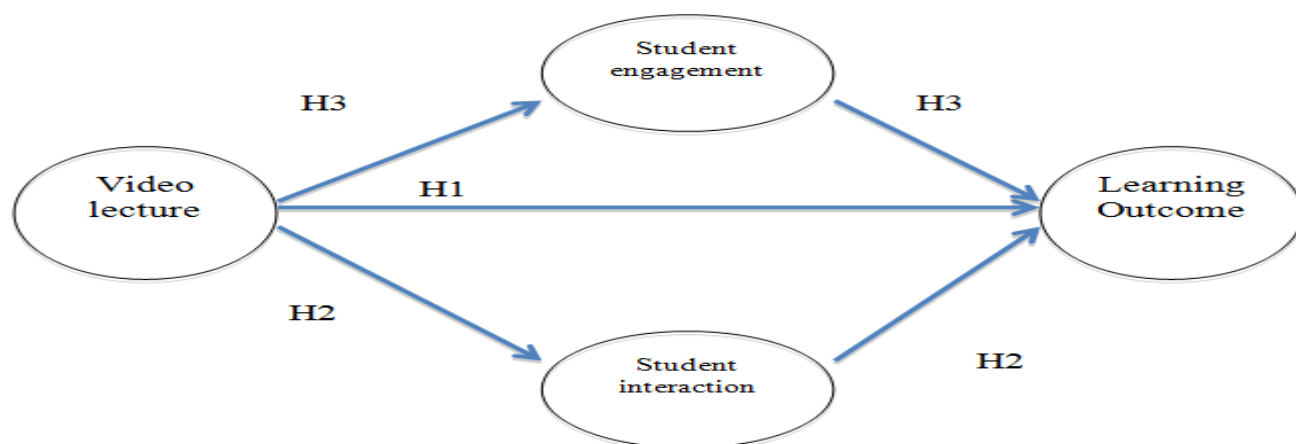 Student
engagement
H3
H3
Video
lecture
H1
Learning
Outcome
H2
Student
interaction
H2